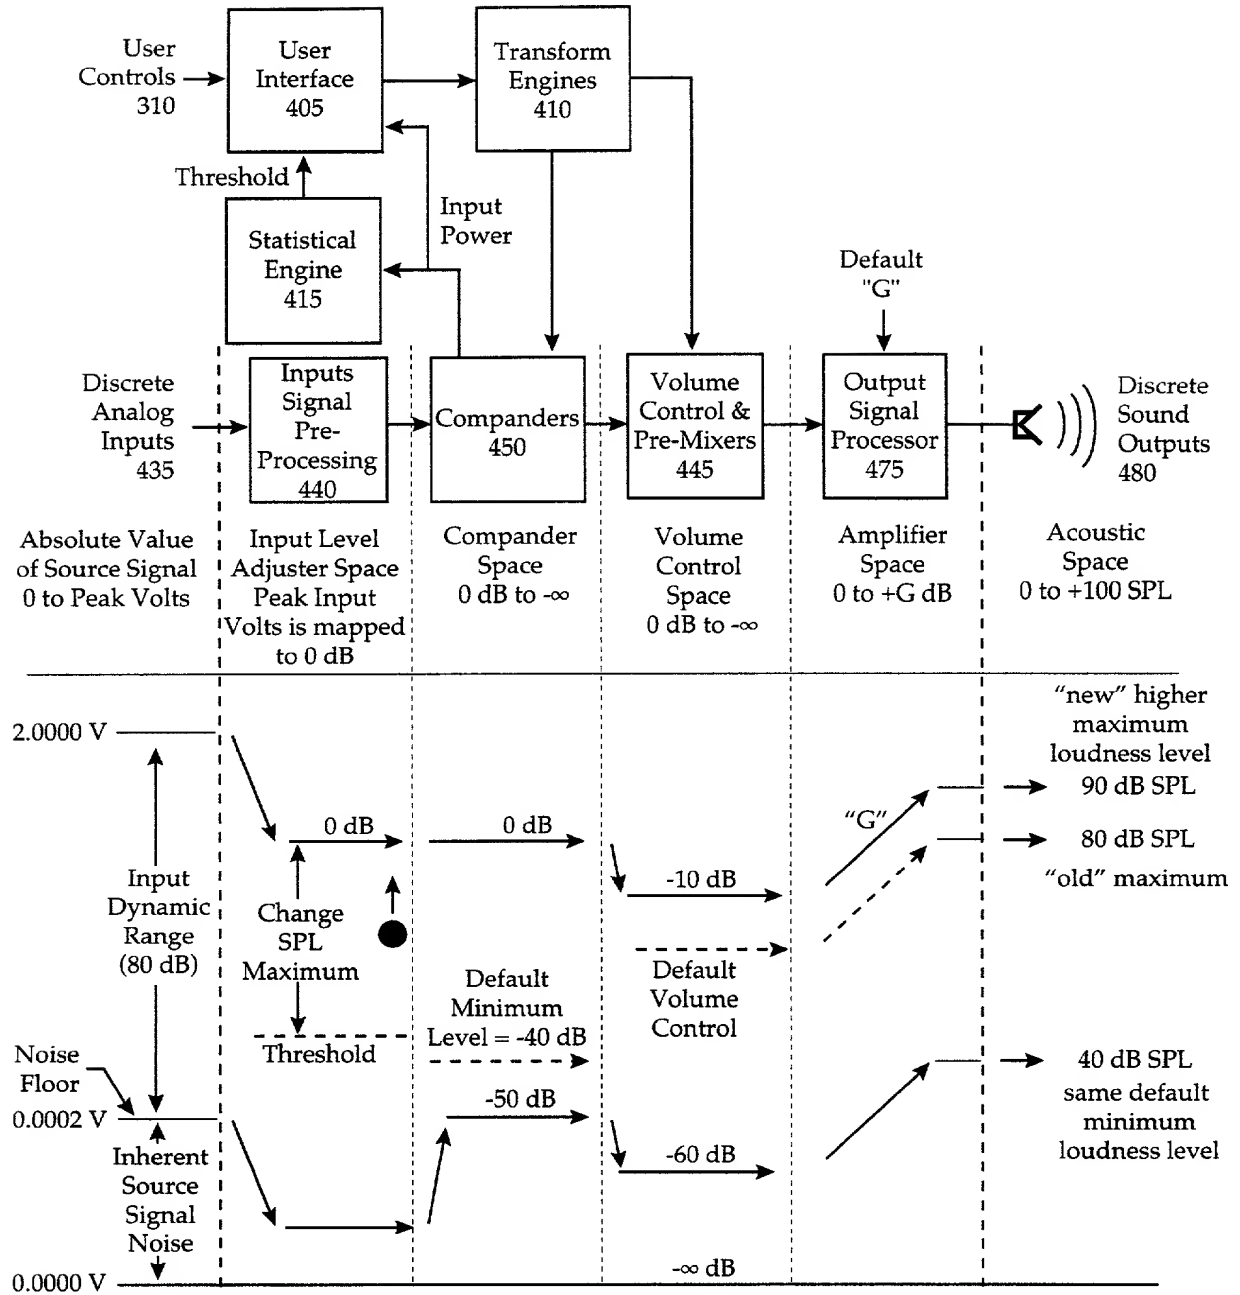 User
Controls
310
User
Interface
405
Transform
Engines
410
Threshold
Input
Power
Statistical
Engine
415
Default
"G"
Discrete
Analog
Inputs
435
Inputs
Signal
Pre-
Processing
440
Companders
450
Volume
Control &
Pre-Mixers
445
Output
Signal
Processor
475
Discrete
Sound
Outputs
480
Absolute Value
of Source Signal
0 to Peak Volts
Input Level
Adjuster Space
Peak Input
Volts is mapped
to 0 dB
Compander
Space
0 dB to -∞
Volume
Control
Space
0 dB to -∞
Amplifier
Space
0 to +G dB
Acoustic
Space
0 to +100 SPL
2.0000 V
Input
Dynamic
Range
(80 dB)
Noise
Floor
0.0002 V
Inherent
Source
Signal
Noise
0.0000 V
0 dB
Change
SPL
Maximum
Threshold
0 dB
Default
Minimum
Level = -40 dB
-50 dB
-10 dB
Default
Volume
Control
-60 dB
-∞ dB
“G”
“new” higher
maximum
loudness level
90 dB SPL
80 dB SPL
“old” maximum
40 dB SPL
same default
minimum
loudness level